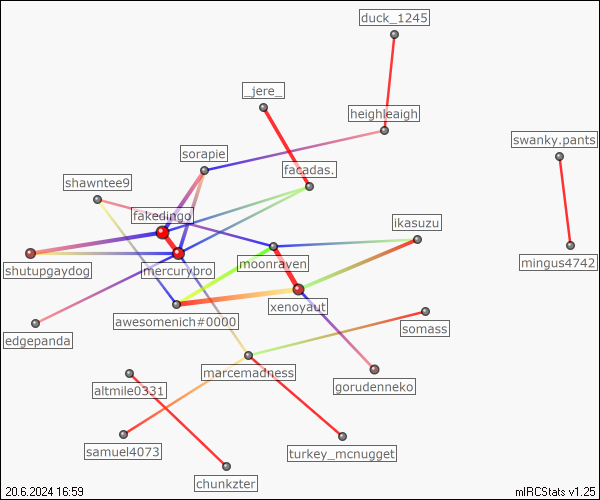 duck_1245
_jere_
heighleaigh
swanky.pants
sorapie
facadas.
shawntee9
fakedingo
ikasuzu
shutupgaydog
mercurybro
moonraven
mingus4742
xenoyaut
awesomenich#0000
somass
edgepanda
marcemadness
altmile0331
gorudenneko
samuel4073
turkey_mcnugget
chunkzter
20.6.2024 16:59
mIRCStats v1.25